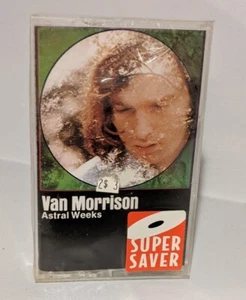 Van Morrison
Astral Weeks
SUPER
SAVER